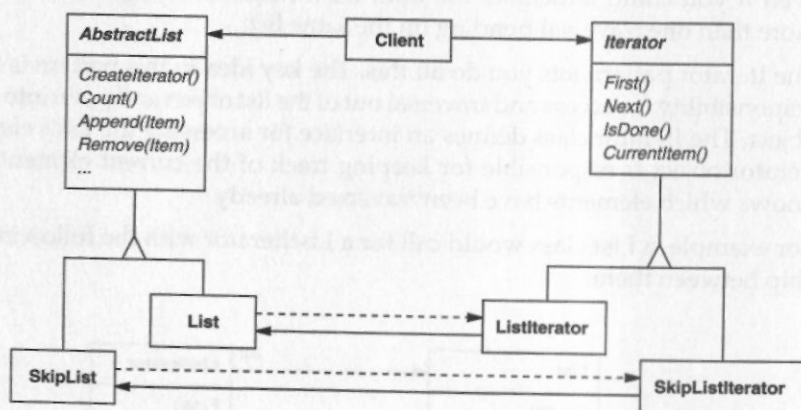 AbstractList
CreateIterator()
Count()
Append(Item)
Remove(Item)
...
Client
Iterator
First()
Next()
IsDone()
CurrentItem()
List
ListIterator
SkipList
SkipListIterator